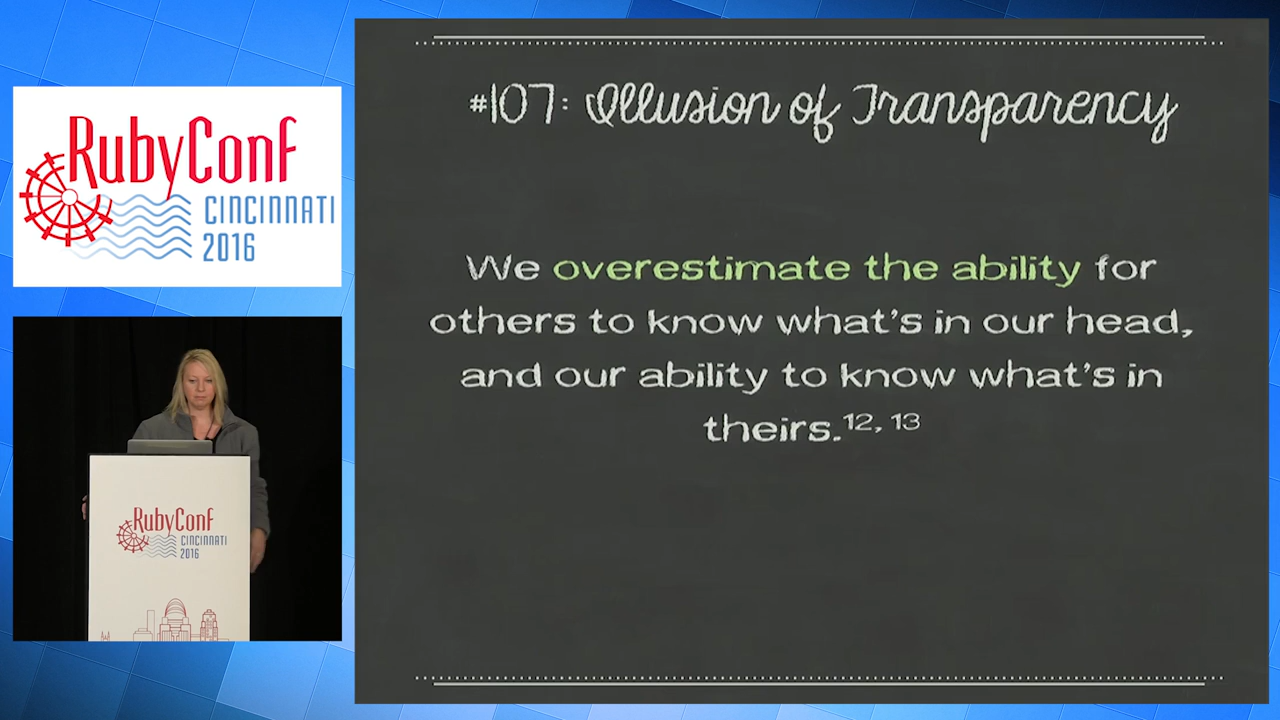 RubyConf
CINCINNATI
2016
RubyConf
CINCINNATI
2016
#107: Illusion of Transparency
We overestimate the ability for
others to know what's in our head,
and our ability to know what's in
theirs.12, 13